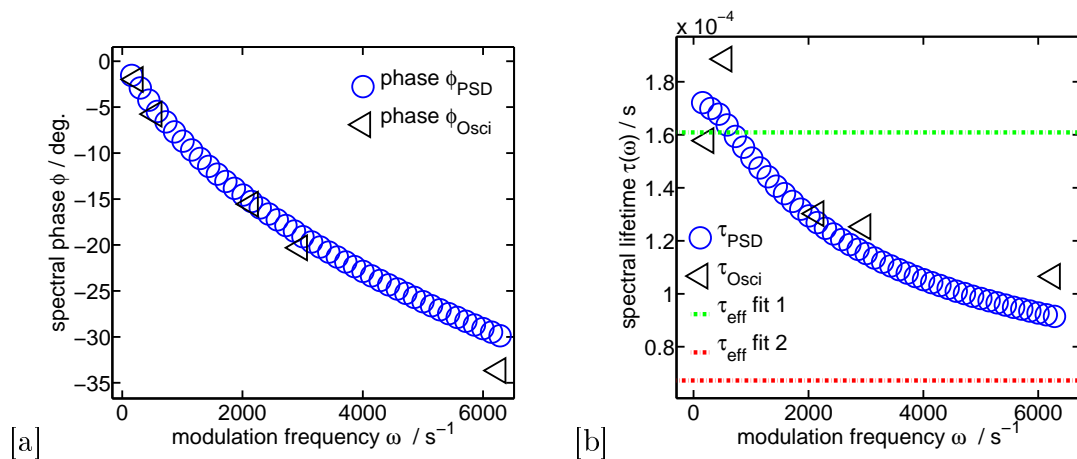 0
−5
−10
−15
−20
−25
−30
−35
0 2000 4000 6000
spectral phase ϕ / deg.
modulation frequency ω / s−1
phase ϕPSD
phase ϕOsci
[a]
x 10−4
1.8
1.6
1.4
1.2
1
0.8
0 2000 4000 6000
spectral lifetime τ(ω) / s
modulation frequency ω / s−1
τPSD
τOsci
τeff fit 1
τeff fit 2
[b]